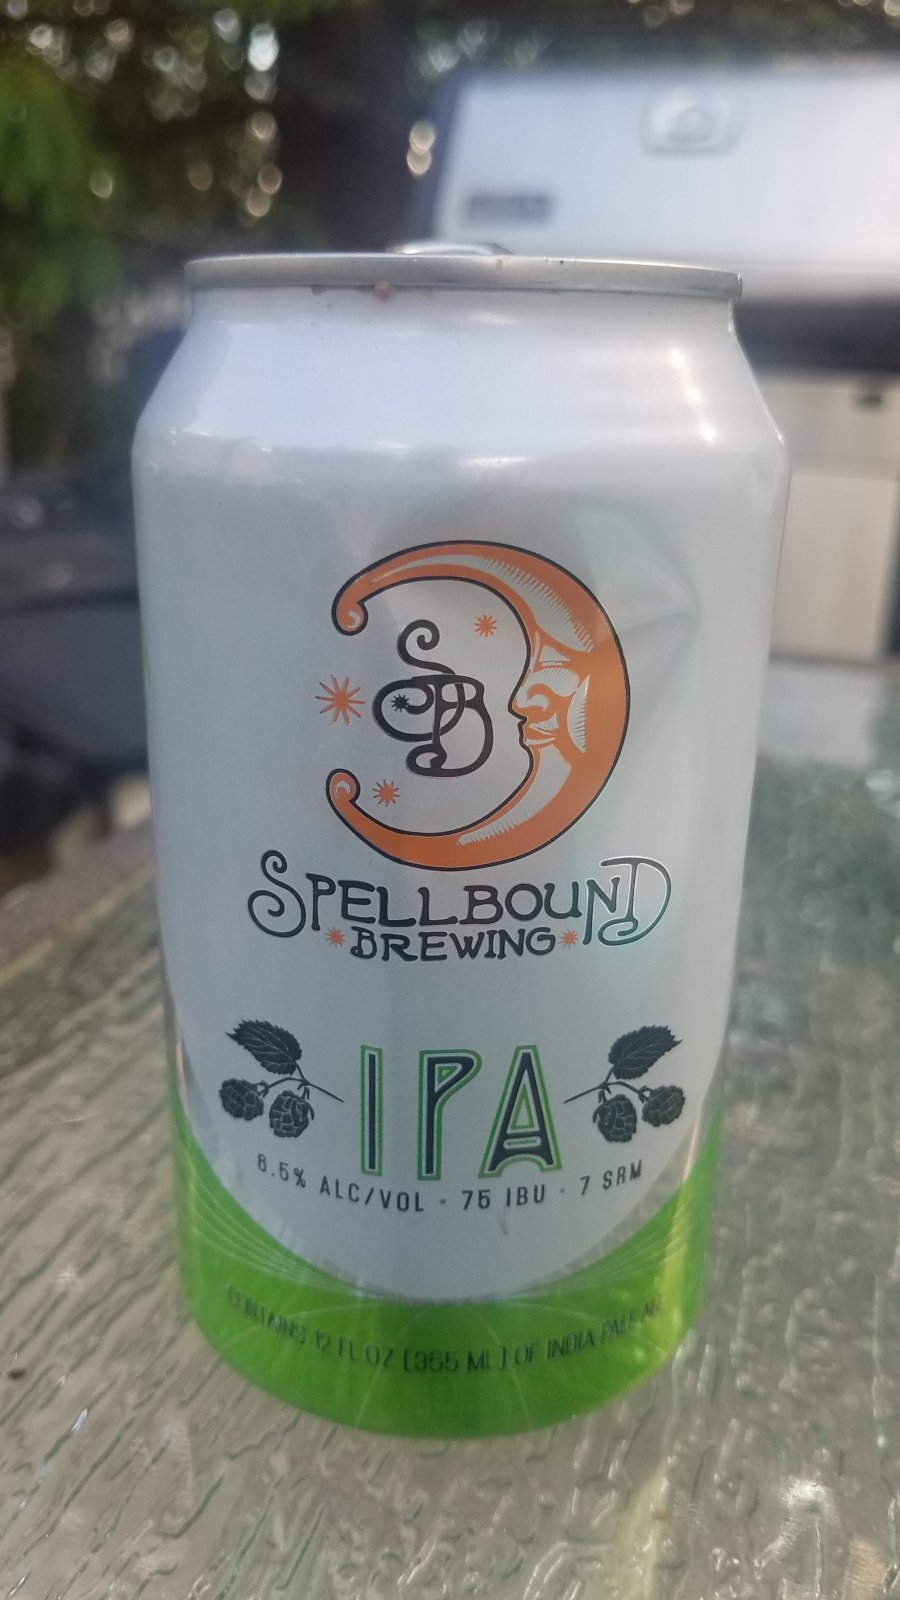 SB
SPELLBOUND
BREWING
IPA
6.5% ALC/VOL · 75 IBU · 7 SRM
CONTAINS 12 FL OZ (355 ML) OF INDIA PALE ALE